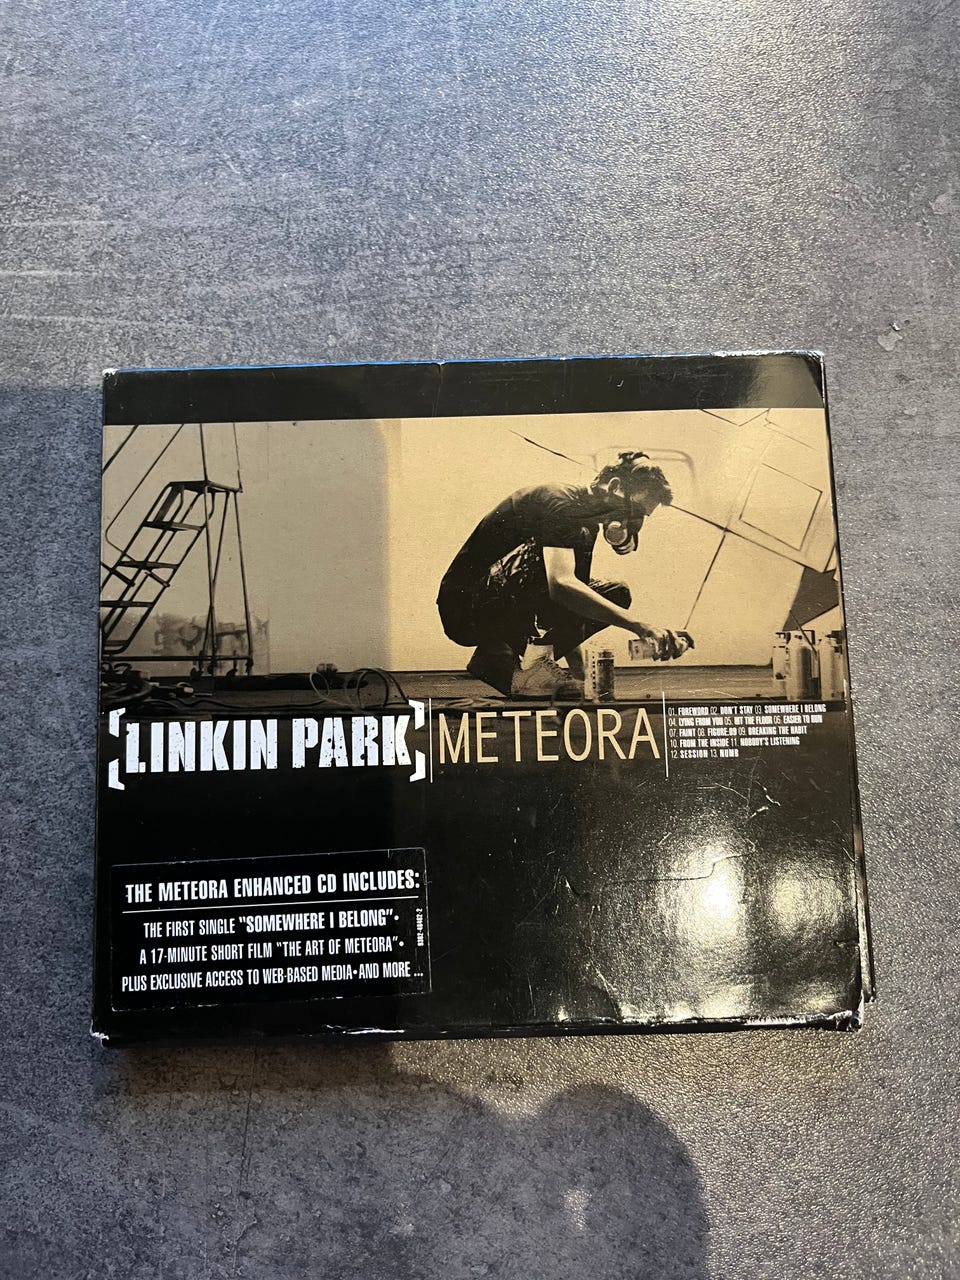 [LINKIN PARK]
METEORA
01. FOREWORD 02. DON'T STAY 03. SOMEWHERE I BELONG
04. LYING FROM YOU 05. HIT THE FLOOR 06. EASIER TO RUN
07. FAINT 08. FIGURE.09 09. BREAKING THE HABIT
10. FROM THE INSIDE 11. NOBODY'S LISTENING
12. SESSION 13. NUMB
THE METEORA ENHANCED CD INCLUDES:
THE FIRST SINGLE "SOMEWHERE I BELONG"•
A 17-MINUTE SHORT FILM "THE ART OF METEORA"•
PLUS EXCLUSIVE ACCESS TO WEB-BASED MEDIA•AND MORE ...